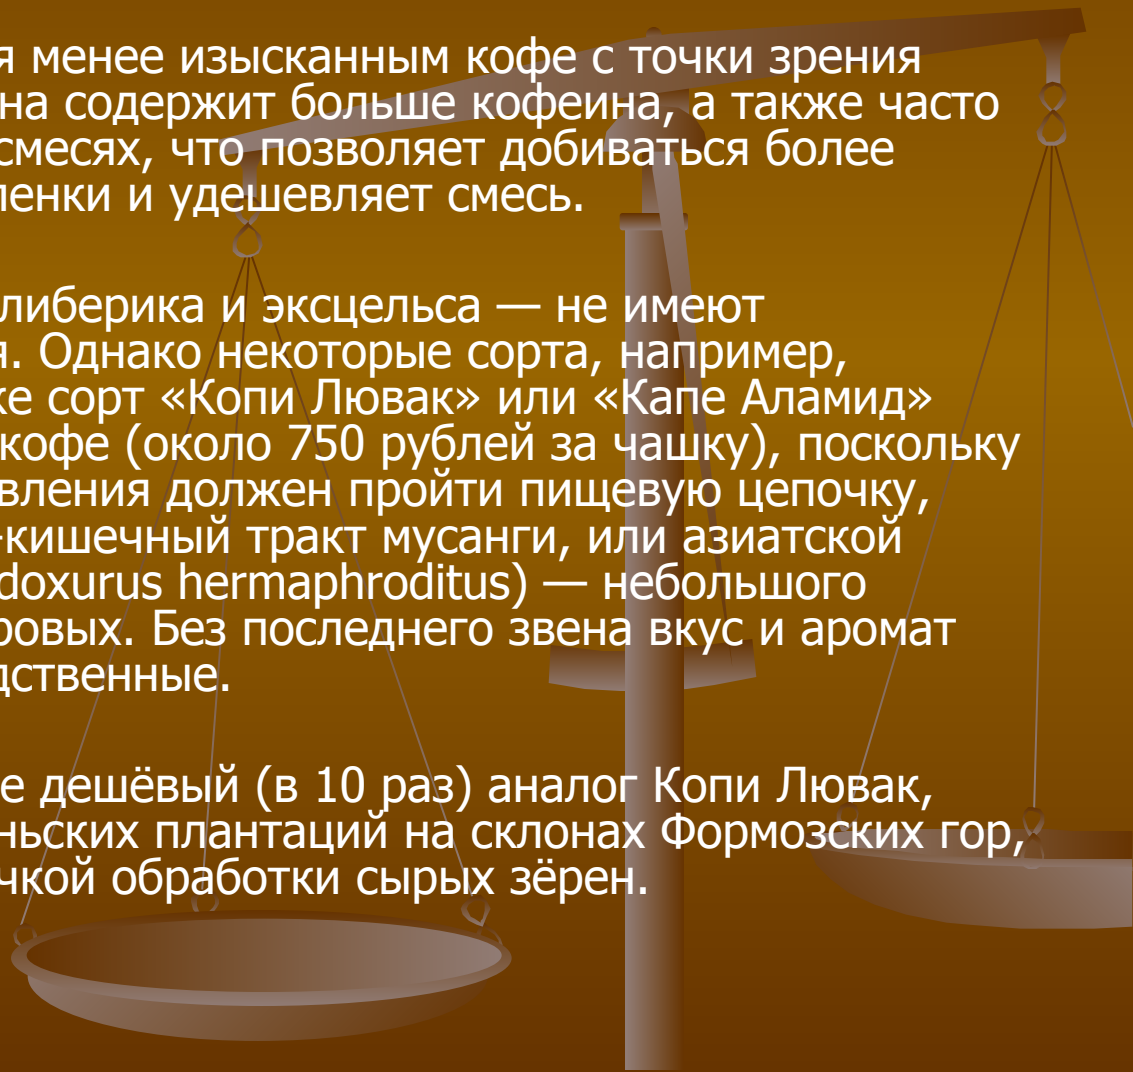 я менее изысканным кофе с точки зрения
на содержит больше кофеина, а также часто
смесях, что позволяет добиваться более
ленки и удешевляет смесь.
либерика и эксцельса — не имеют
я. Однако некоторые сорта, например,
ке сорт «Копи Лювак» или «Капе Аламид»
кофе (около 750 рублей за чашку), поскольку
вления должен пройти пищевую цепочку,
-кишечный тракт мусанги, или азиатской
doxurus hermaphroditus) — небольшого
ровых. Без последнего звена вкус и аромат
дственные.
е дешёвый (в 10 раз) аналог Копи Лювак,
ньских плантаций на склонах Формозских гор,
чкой обработки сырых зёрен.